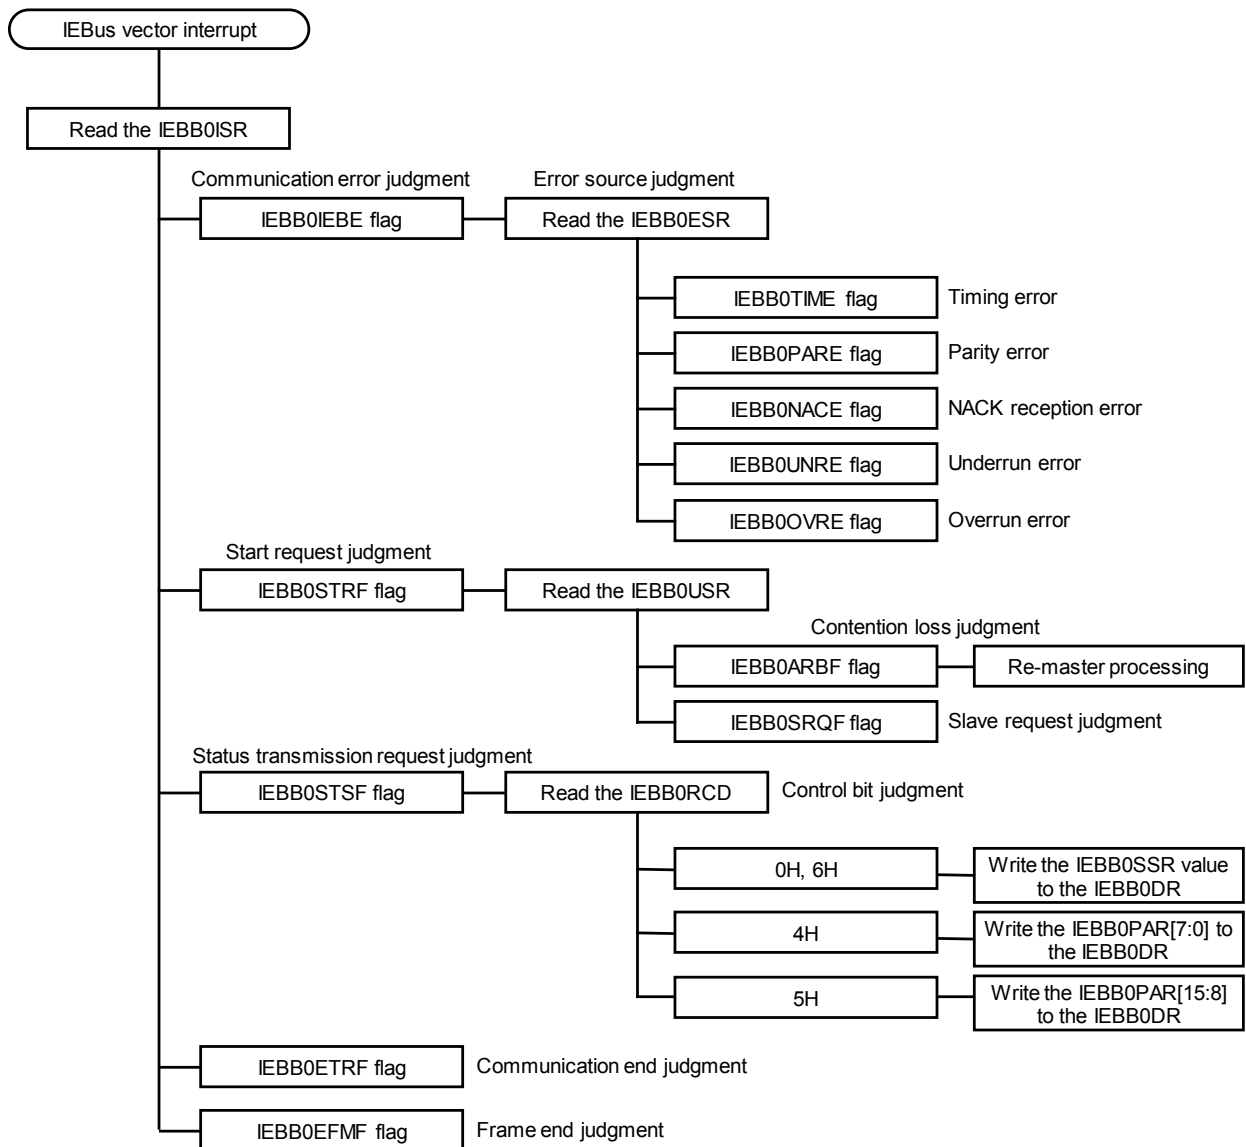 IEBus vector interrupt
Read the IEBB0ISR
Communication error judgment
Error source judgment
IEBB0IEBE flag
Read the IEBB0ESR
IEBB0TIME flag
Timing error
IEBB0PARE flag
Parity error
IEBB0NACE flag
NACK reception error
IEBB0UNRE flag
Underrun error
IEBB0OVRE flag
Overrun error
Start request judgment
IEBB0STRF flag
Read the IEBB0USR
Contention loss judgment
IEBB0ARBF flag
Re-master processing
IEBB0SRQF flag
Slave request judgment
Status transmission request judgment
IEBB0STSF flag
Read the IEBB0RCD
Control bit judgment
0H, 6H
Write the IEBB0SSR value
to the IEBB0DR
4H
Write the IEBB0PAR[7:0] to
the IEBB0DR
5H
Write the IEBB0PAR[15:8]
to the IEBB0DR
IEBB0ETRF flag
Communication end judgment
IEBB0EFMF flag
Frame end judgment